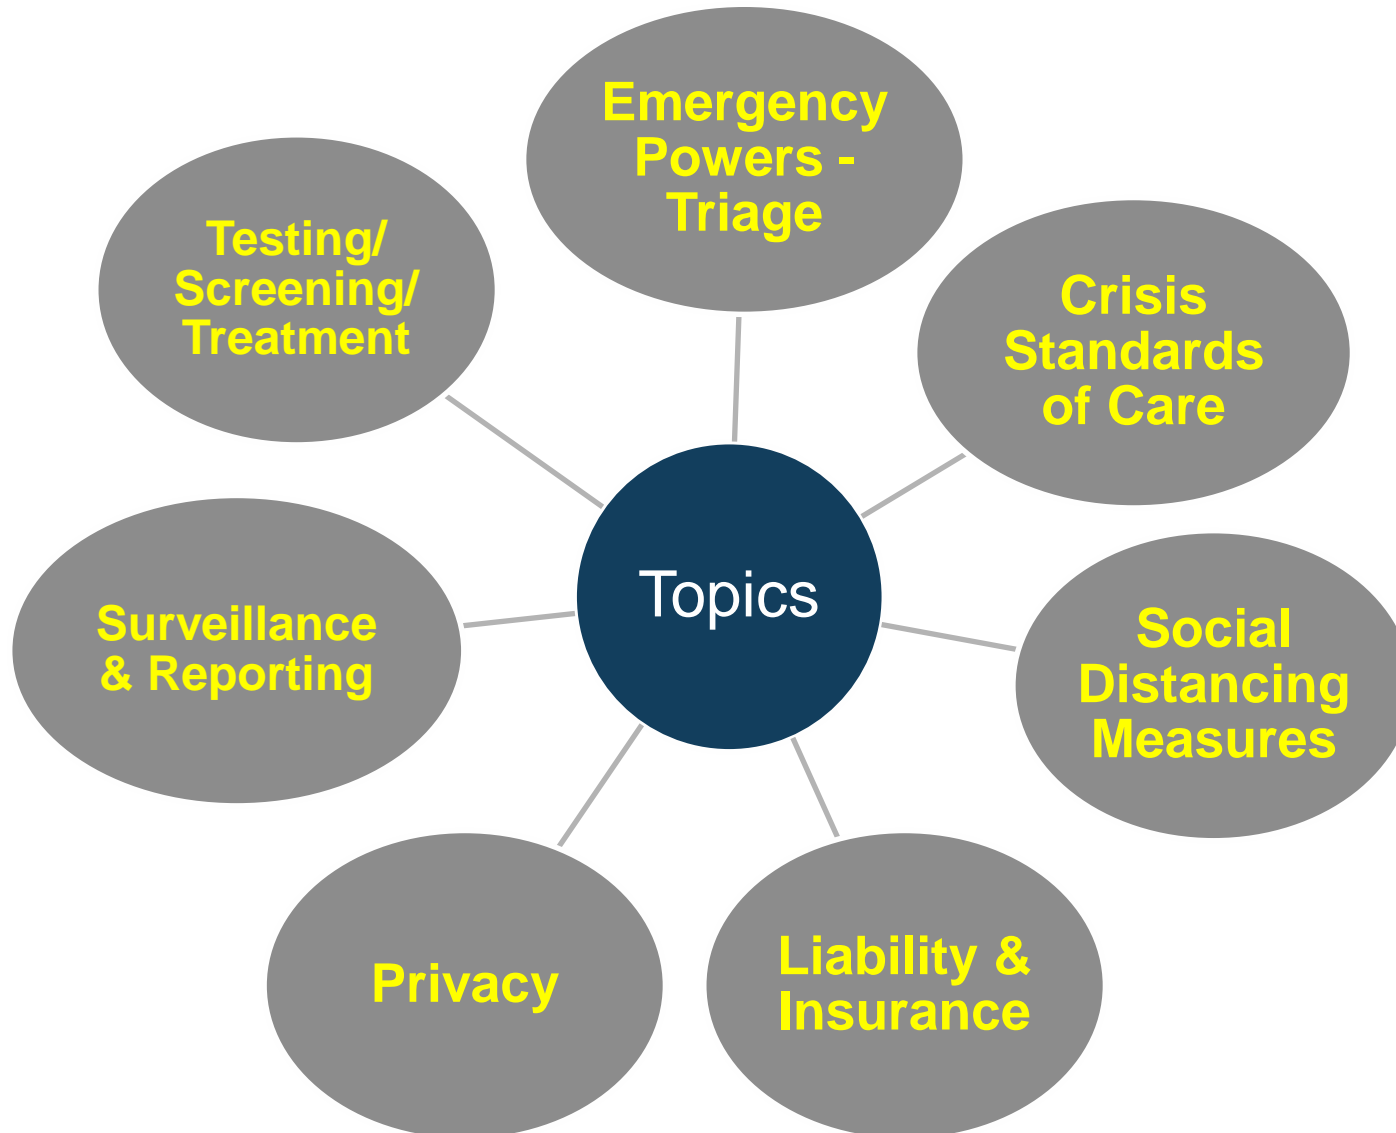 Emergency
Powers -
Triage
Testing/
Screening/
Treatment
Crisis
Standards
of Care
Topics
Surveillance
& Reporting
Social
Distancing
Measures
Privacy
Liability &
Insurance